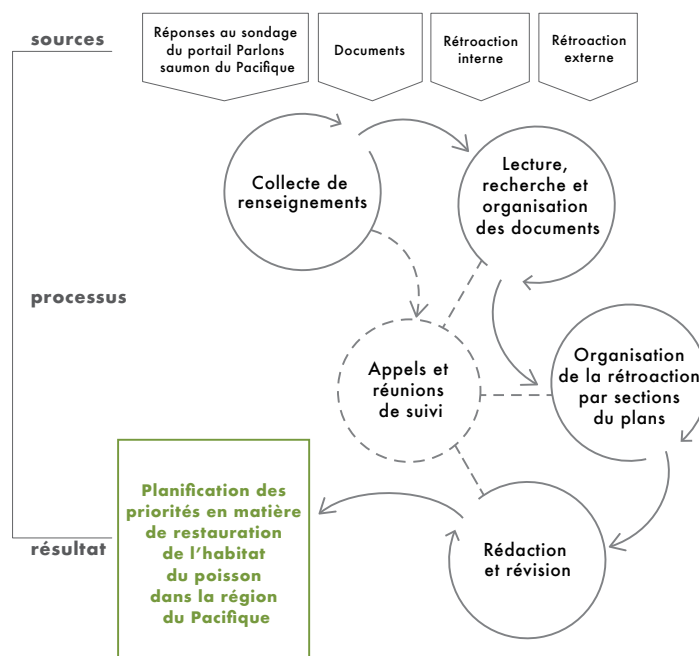 sources
Réponses au sondage
du portail Parlons
saumon du Pacifique
Documents
Rétroaction
interne
Rétroaction
externe
Collecte de
renseignements
Lecture,
recherche et
organisation
des documents
processus
Appels et
réunions
de suivi
Organisation
de la rétroaction
par sections
du plans
résultat
Planification des
priorités en matière
de restauration
de l'habitat
du poisson
dans la région
du Pacifique
Rédaction
et révision